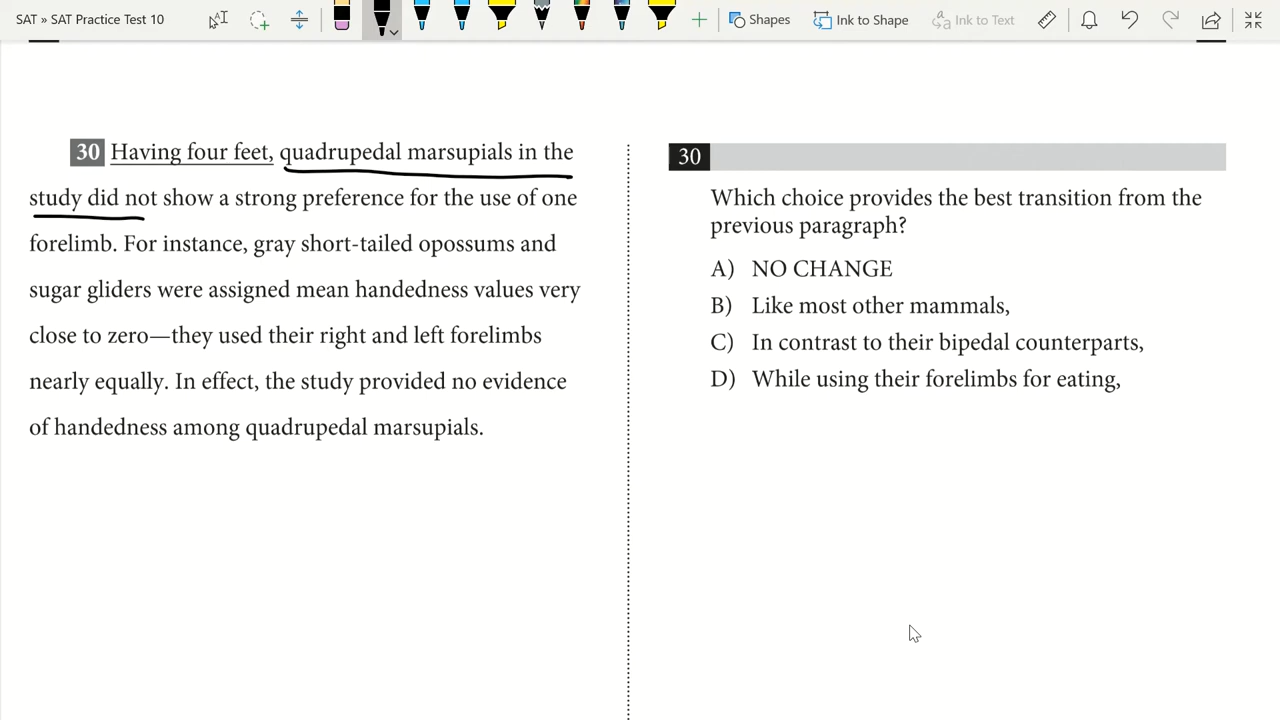 SAT » SAT Practice Test 10
Shapes
Ink to Shape
Ink to Text
30 Having four feet, quadrupedal marsupials in the
study did not show a strong preference for the use of one
forelimb. For instance, gray short-tailed opossums and
sugar gliders were assigned mean handedness values very
close to zero—they used their right and left forelimbs
nearly equally. In effect, the study provided no evidence
of handedness among quadrupedal marsupials.
30
Which choice provides the best transition from the
previous paragraph?
A) NO CHANGE
B) Like most other mammals,
C) In contrast to their bipedal counterparts,
D) While using their forelimbs for eating,